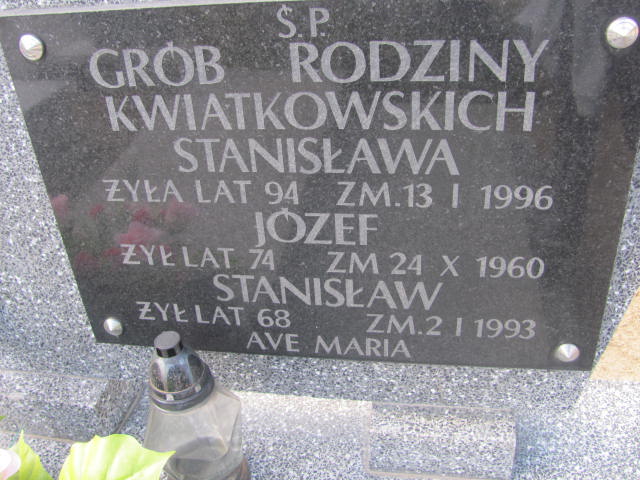 Ś.P.
GRÓB RODZINY
KWIATKOWSKICH
STANISŁAWA
ŻYŁA LAT 94 ZM.13 I 1996
JÓZEF
ŻYŁ LAT 74 ZM 24 X 1960
STANISŁAW
ŻYŁ LAT 68 ZM.2 I 1993
AVE MARIA